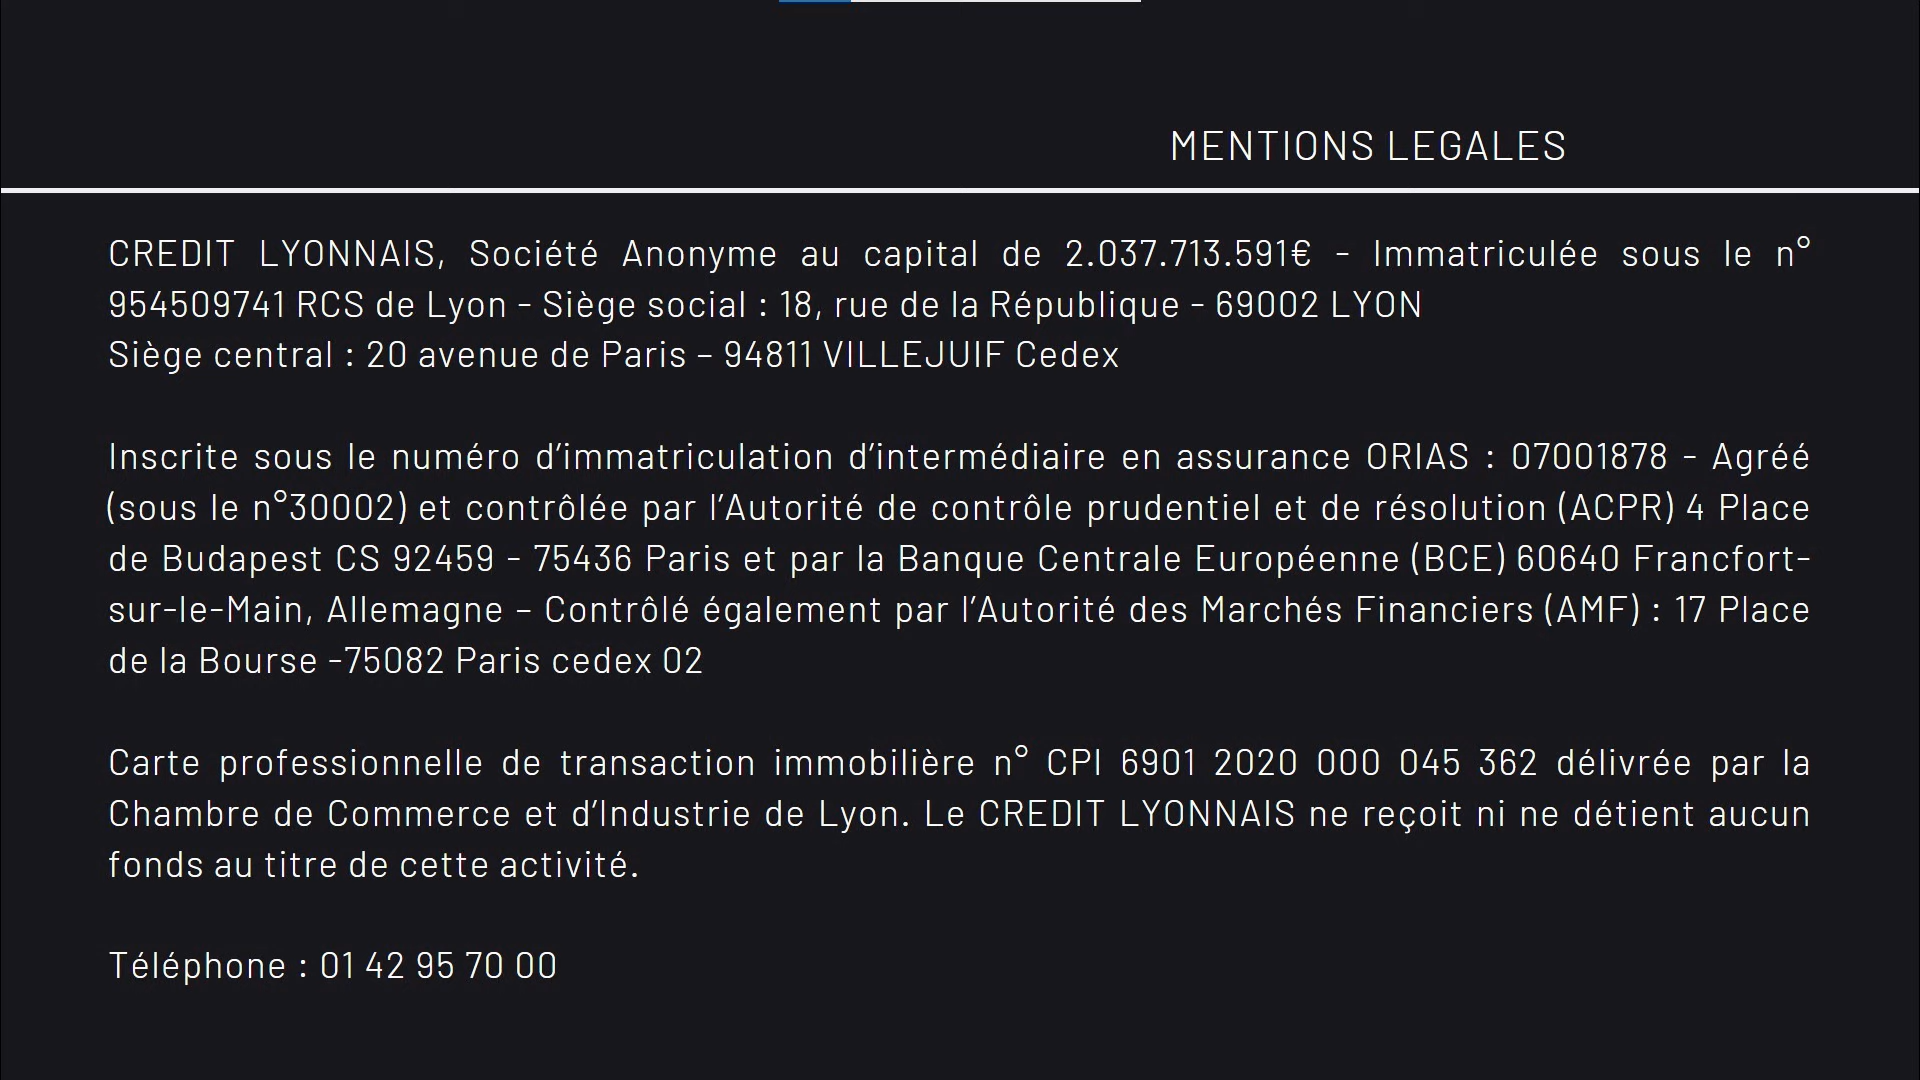 MENTIONS LEGALES
CREDIT LYONNAIS, Société Anonyme au capital de 2.037.713.591€ - Immatriculée sous le n°
954509741 RCS de Lyon - Siège social : 18, rue de la République - 69002 LYON
Siège central : 20 avenue de Paris – 94811 VILLEJUIF Cedex
Inscrite sous le numéro d’immatriculation d’intermédiaire en assurance ORIAS : 07001878 - Agréé
(sous le n°30002) et contrôlée par l’Autorité de contrôle prudentiel et de résolution (ACPR) 4 Place
de Budapest CS 92459 - 75436 Paris et par la Banque Centrale Européenne (BCE) 60640 Francfort-
sur-le-Main, Allemagne – Contrôlé également par l’Autorité des Marchés Financiers (AMF) : 17 Place
de la Bourse -75082 Paris cedex 02
Carte professionnelle de transaction immobilière n° CPI 6901 2020 000 045 362 délivrée par la
Chambre de Commerce et d’Industrie de Lyon. Le CREDIT LYONNAIS ne reçoit ni ne détient aucun
fonds au titre de cette activité.
Téléphone : 01 42 95 70 00